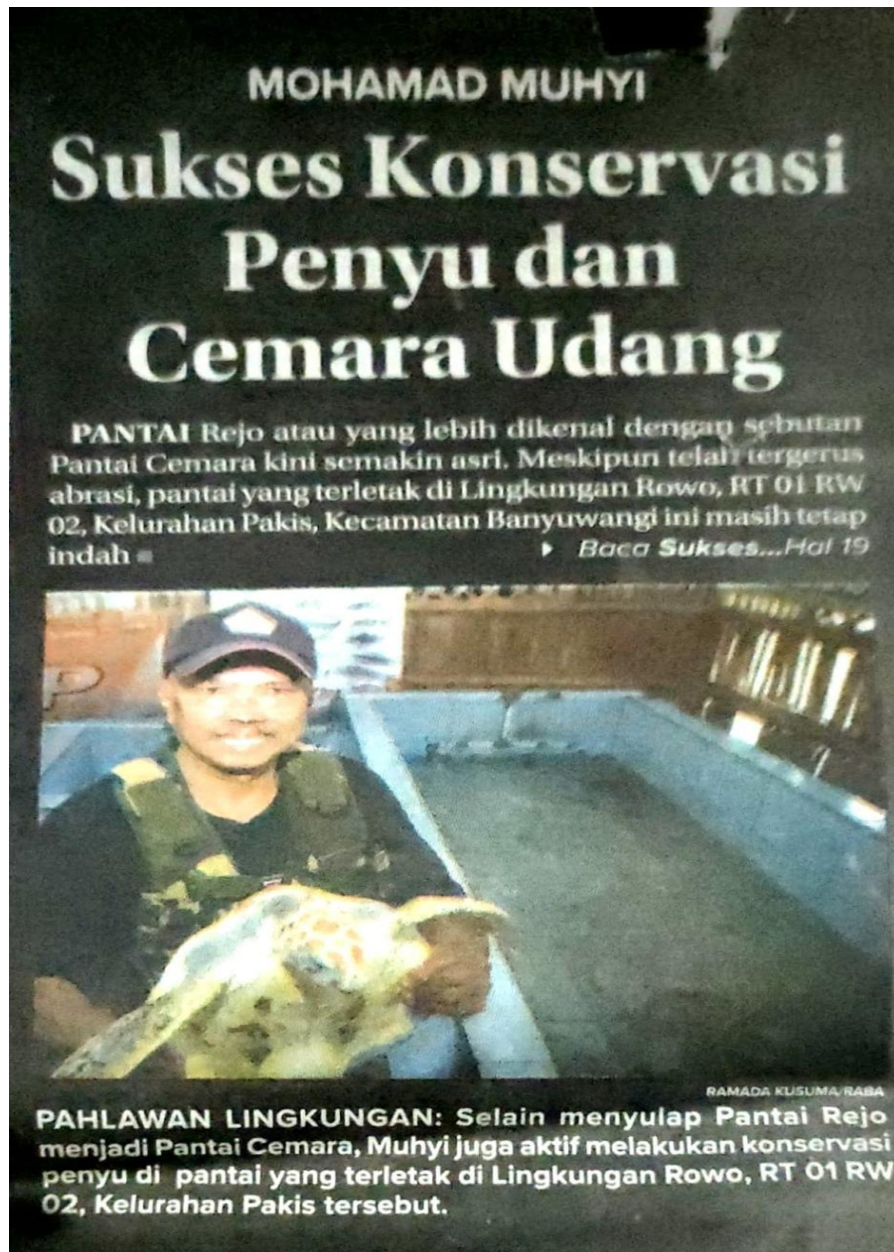 MOHAMAD MUHYI
Sukses Konservasi
Penyu dan
Cemara Udang
PANTAI Rejo atau yang lebih dikenal dengan sebutan
Pantai Cemara kini semakin asri. Meskipun telah tergerus
abrasi, pantai yang terletak di Lingkungan Rowo, RT 01 RW
02, Kelurahan Pakis, Kecamatan Banyuwangi ini masih tetap
indah ■ ▸ Baca Sukses...Hal 19
P
RAMADA KUSUMA/RABA
PAHLAWAN LINGKUNGAN: Selain menyulap Pantai Rejo
menjadi Pantai Cemara, Muhyi juga aktif melakukan konservasi
penyu di pantai yang terletak di Lingkungan Rowo, RT 01 RW
02, Kelurahan Pakis tersebut.